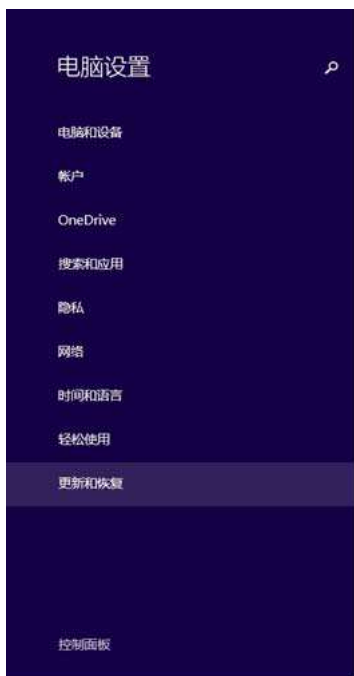 电脑设置
电脑和设备
帐户
OneDrive
搜索和应用
隐私
网络
时间和语言
轻松使用
更新和恢复
控制面板